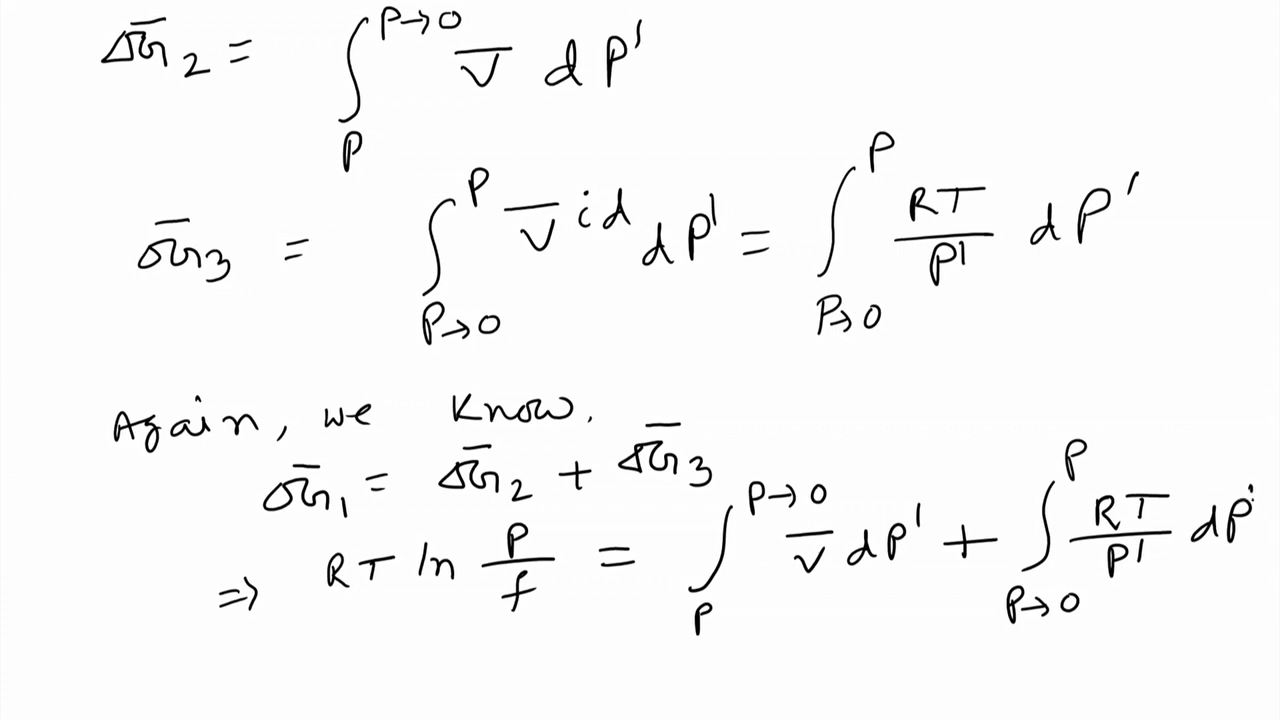 ΔG̅₂ = ∫_P^{P→0} V̅ dP'
ΔG̅₃ = ∫_{P→0}^P V̅^{id} dP' = ∫_{P→0}^P RT/P' dP'
Again, we know.
ΔG̅₁ = ΔG̅₂ + ΔG̅₃
⇒ RT ln P/f = ∫_P^{P→0} V̅ dP' + ∫_{P→0}^P RT/P' dP'